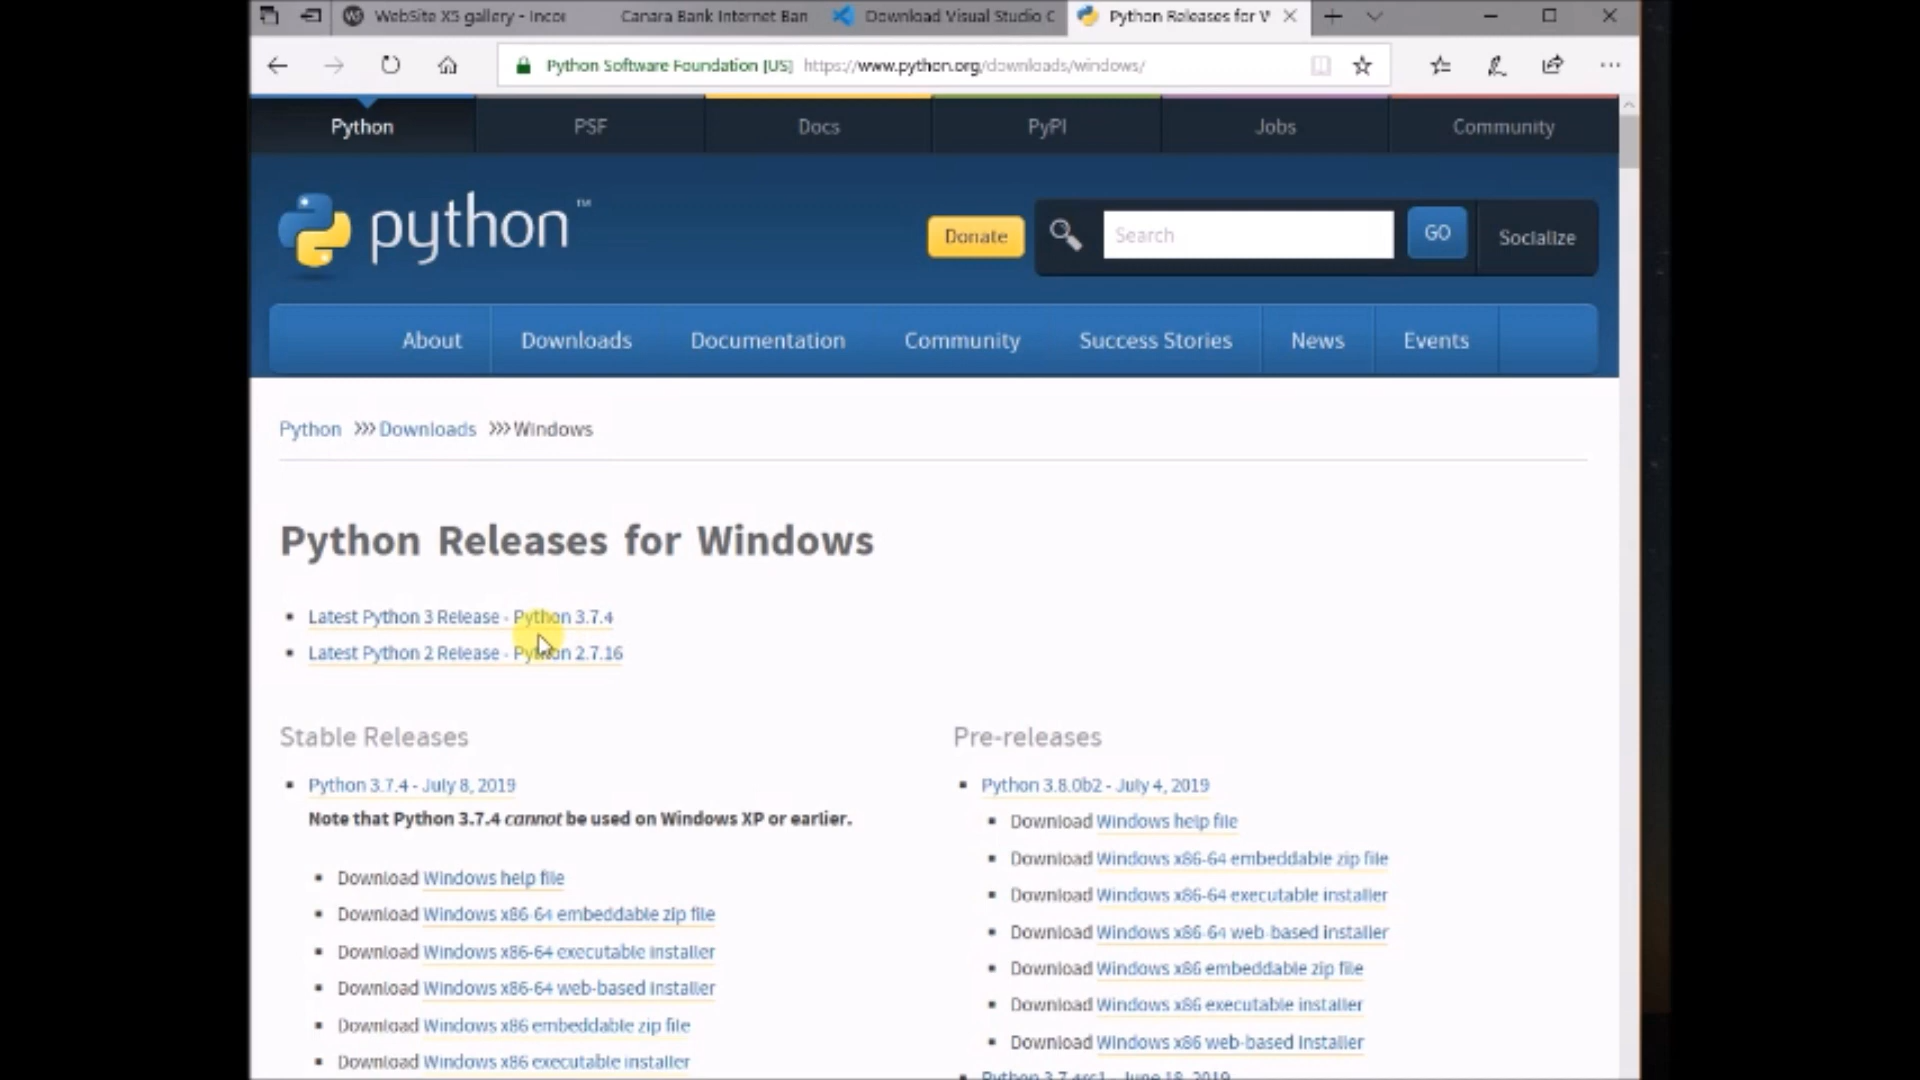 WebSite X5 gallery - Incor Canara Bank Internet Ban Download Visual Studio C Python Releases for W
Python Software Foundation [US] https://www.python.org/downloads/windows/
Python PSF Docs PyPI Jobs Community
python™ Donate Search GO Socialize
About Downloads Documentation Community Success Stories News Events
Python >>> Downloads >>> Windows
Python Releases for Windows
Latest Python 3 Release - Python 3.7.4
Latest Python 2 Release - Python 2.7.16
Stable Releases
Python 3.7.4 - July 8, 2019
Note that Python 3.7.4 cannot be used on Windows XP or earlier.
Download Windows help file
Download Windows x86-64 embeddable zip file
Download Windows x86-64 executable installer
Download Windows x86-64 web-based installer
Download Windows x86 embeddable zip file
Download Windows x86 executable installer
Pre-releases
Python 3.8.0b2 - July 4, 2019
Download Windows help file
Download Windows x86-64 embeddable zip file
Download Windows x86-64 executable installer
Download Windows x86-64 web-based installer
Download Windows x86 embeddable zip file
Download Windows x86 executable installer
Download Windows x86 web-based installer
Python 3.7.4rc1 - June 18, 2019